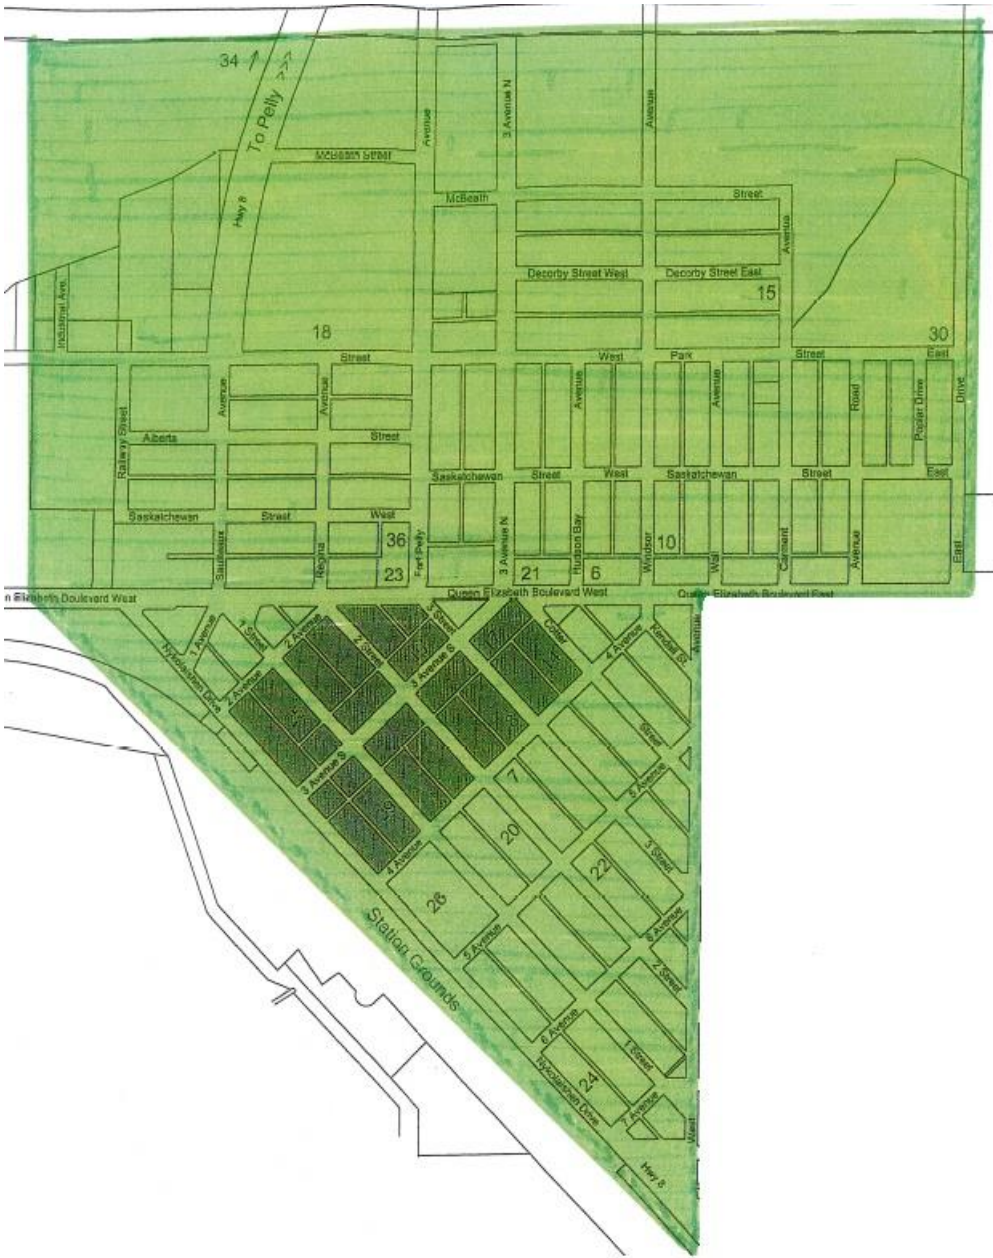 34
To Pelly >>>
Avenue
3 Avenue N
Avenue
McBeath Street
McBeath
Street
Hwy 8
Avenue
Decorby Street West
Decorby Street East
15
Industrial Ave.
18
30
Street
West
Park
Street
East
Avenue
Avenue
Avenue
Avenue
Road
Poplar Drive
Drive
Railway Street
Alberta
Street
Saskatchewan
Street
West
Saskatchewan
Street
East
Saskatchewan
Street
West
36
10
Saulteaux
Regina
23
Fort Pelly
3 Avenue N
21
Hudson Bay
6
Windsor
Wall
Avenue
East
n Elizabeth Boulevard West
Queen Elizabeth Boulevard West
Queen Elizabeth Boulevard East
1 Avenue
1 Street
2 Avenue
2 Street
3 Street
Cotter
4 Avenue
Kendall St.
Avenue
Nykolaishen Drive
2 Avenue
3 Avenue S
3 Avenue S
Street
5 Avenue
7
4 Avenue
20
22
3 Street
26
Station Grounds
5 Avenue
6 Avenue
2 Street
6 Avenue
1 Street
24
Nykolaishen Drive
7 Avenue
West
Hwy 8